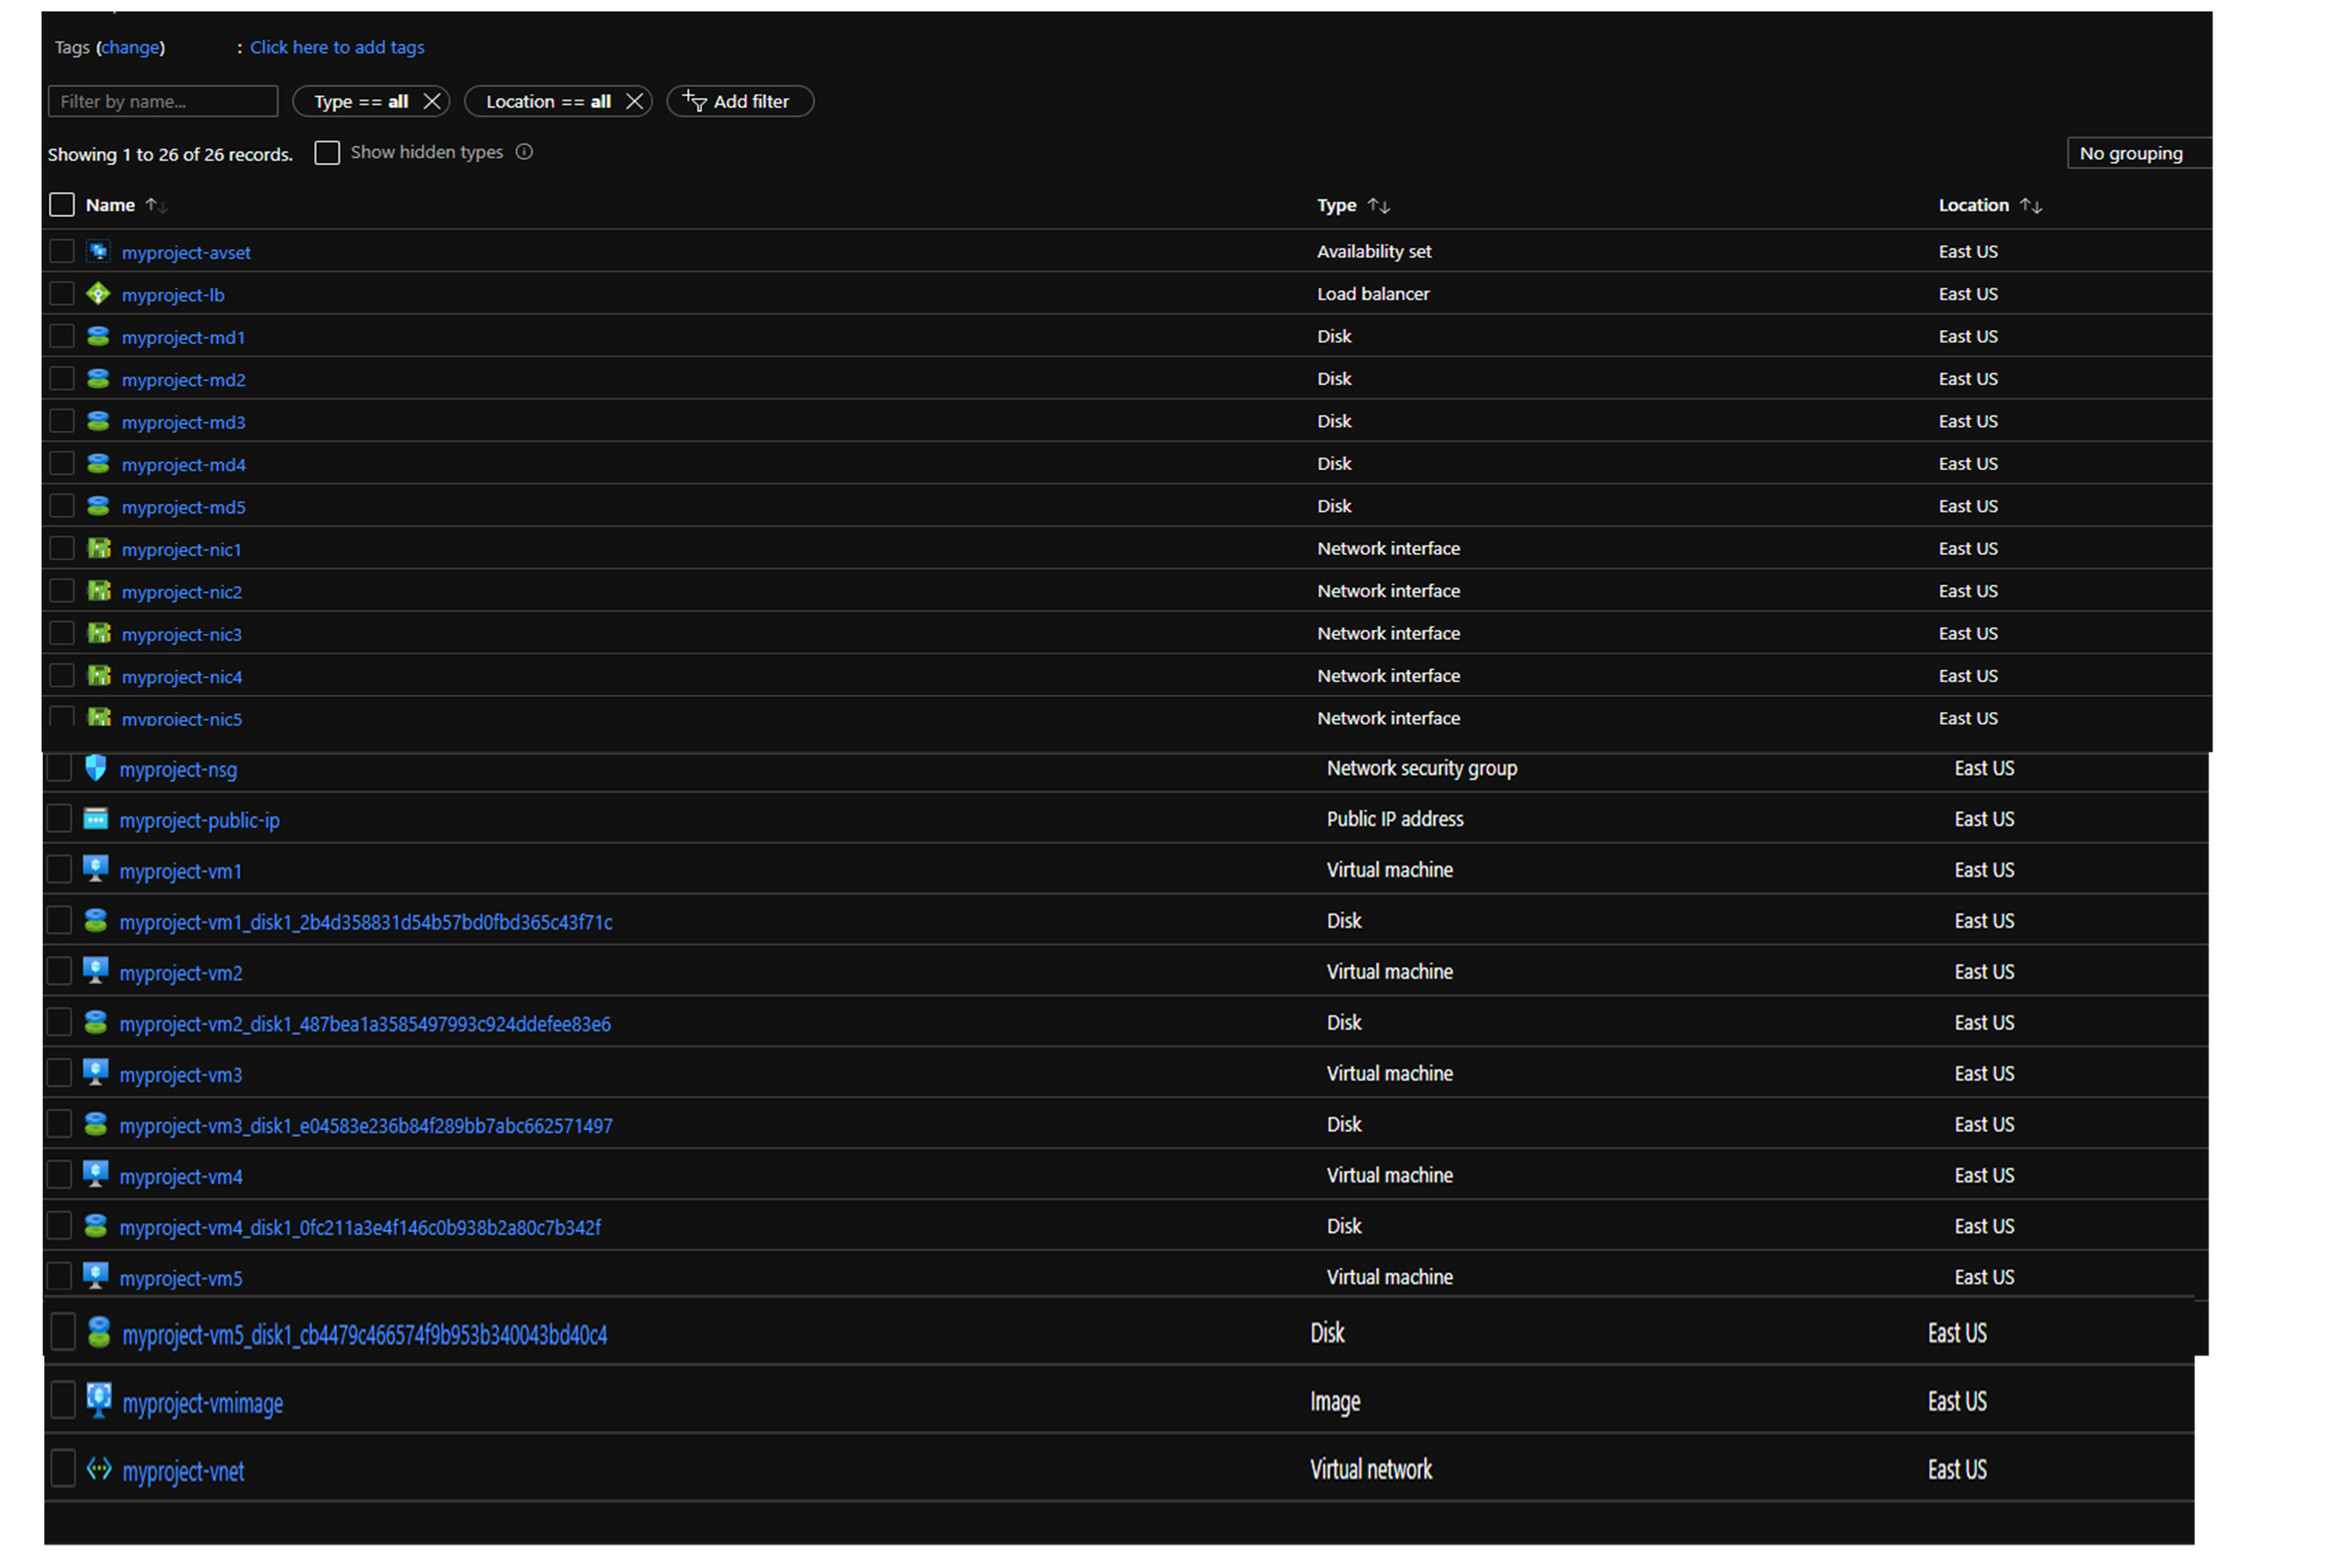 Tags (change) : Click here to add tags
Filter by name... Type == all Location == all Add filter
Showing 1 to 26 of 26 records. Show hidden types No grouping
Name Type Location
myproject-avset Availability set East US
myproject-lb Load balancer East US
myproject-md1 Disk East US
myproject-md2 Disk East US
myproject-md3 Disk East US
myproject-md4 Disk East US
myproject-md5 Disk East US
myproject-nic1 Network interface East US
myproject-nic2 Network interface East US
myproject-nic3 Network interface East US
myproject-nic4 Network interface East US
myproject-nic5 Network interface East US
myproject-nsg Network security group East US
myproject-public-ip Public IP address East US
myproject-vm1 Virtual machine East US
myproject-vm1_disk1_2b4d358831d54b57bd0fbd365c43f71c Disk East US
myproject-vm2 Virtual machine East US
myproject-vm2_disk1_487bea1a3585497993c924ddefee83e6 Disk East US
myproject-vm3 Virtual machine East US
myproject-vm3_disk1_e04583e236b84f289bb7abc662571497 Disk East US
myproject-vm4 Virtual machine East US
myproject-vm4_disk1_0fc211a3e4f146c0b938b2a80c7b342f Disk East US
myproject-vm5 Virtual machine East US
myproject-vm5_disk1_cb4479c466574f9b953b340043bd40c4 Disk East US
myproject-vmimage Image East US
myproject-vnet Virtual network East US